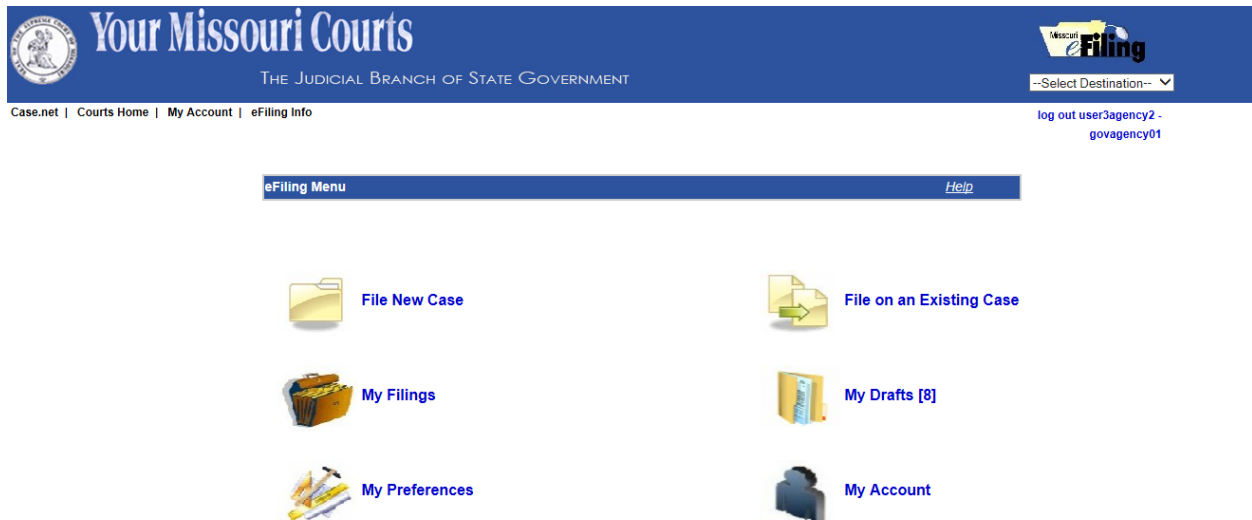 Your Missouri Courts
Missouri
eFiling
THE JUDICIAL BRANCH OF STATE GOVERNMENT
--Select Destination--
Case.net | Courts Home | My Account | eFiling Info
log out user3agency2 -
govagency01
eFiling Menu
Help
File New Case
File on an Existing Case
My Filings
My Drafts [8]
My Preferences
My Account